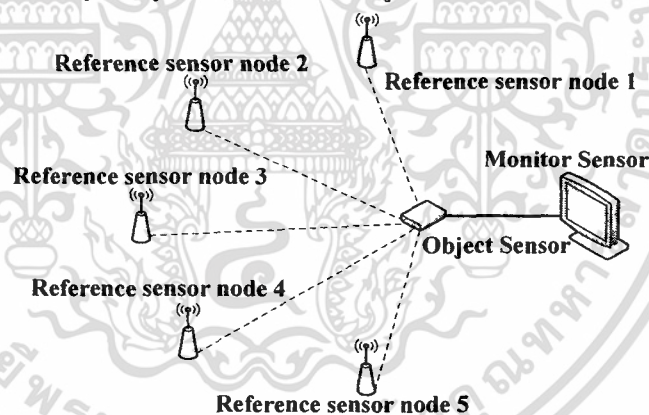 Reference sensor node 1
Reference sensor node 2
Monitor Sensor
Reference sensor node 3
Object Sensor
Reference sensor node 4
Reference sensor node 5